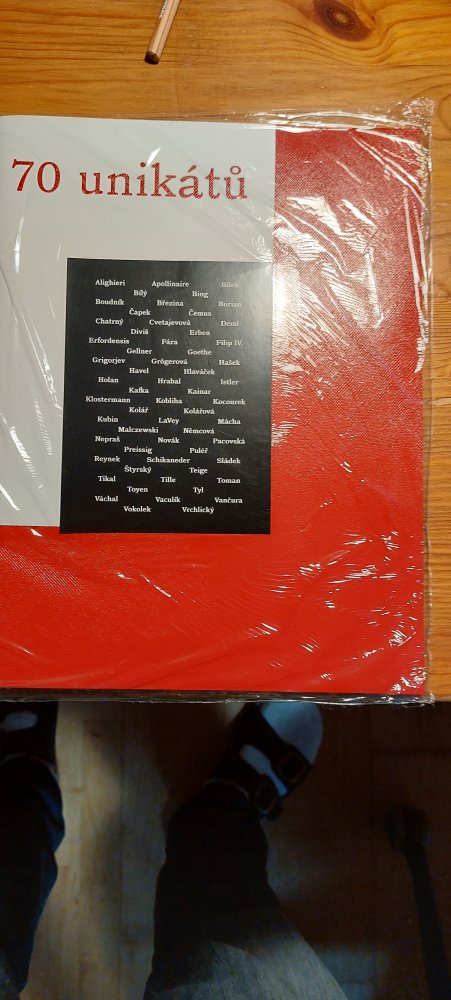 70 unikátů
Alighieri Apollinaire Bílek
Bílý Bing
Boudník Březina Burian
Čapek Čemus
Chatrný Cvetajevová Deml
Diviš Erben
Erfordensis Fára Filip IV.
Gellner Goethe
Grigorjev Grögerová Hašek
Havel Hlaváček
Holan Hrabal Istler
Kafka Kainar
Klostermann Kobliha Kocourek
Kolář Kolářová
Kubin LaVey Mácha
Malczewski Němcová
Nepraš Novák Pacovská
Preissig Puléř
Reynek Schikaneder Sládek
Štyrský Teige
Tikal Tille Toman
Toyen Tyl
Váchal Vaculík Vančura
Vokolek Vrchlický